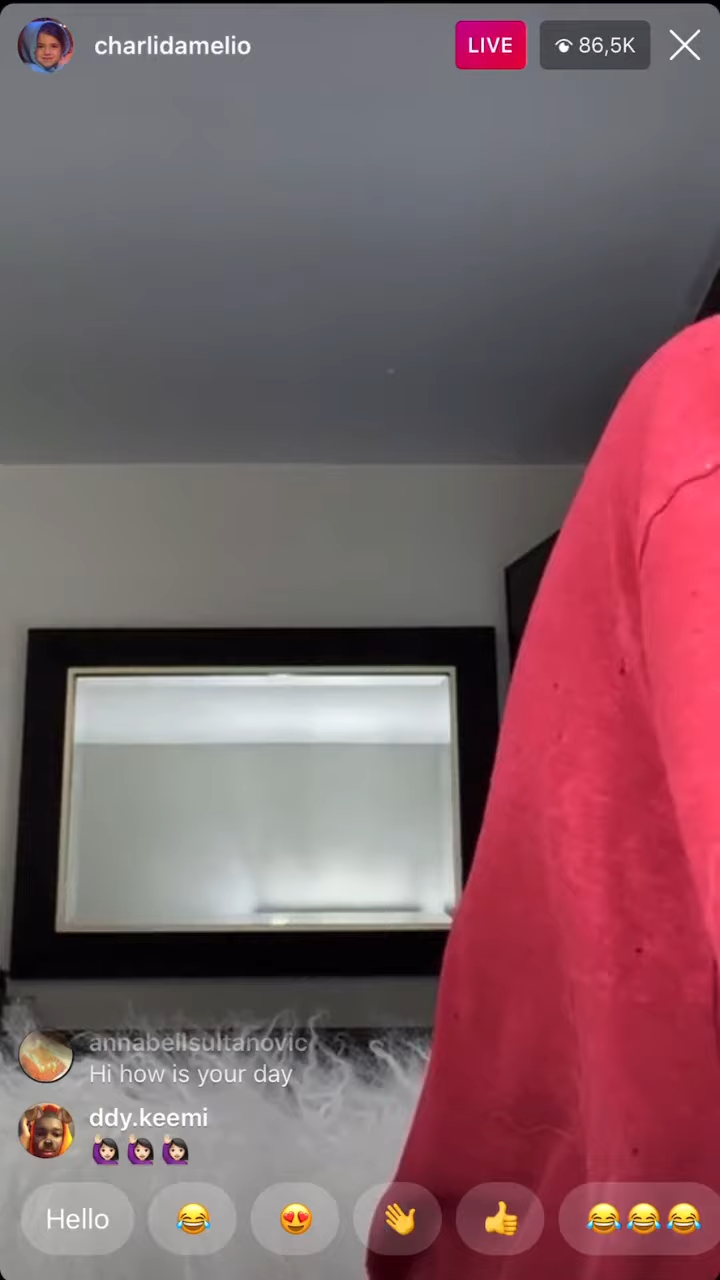 charlidamelio
LIVE
86,5K
annabellsultanovic
Hi how is your day
ddy.keemi
🙋🏻‍♀️🙋🏻‍♀️🙋🏻‍♀️
Hello 😂 😍 👋 👍 😂😂😂